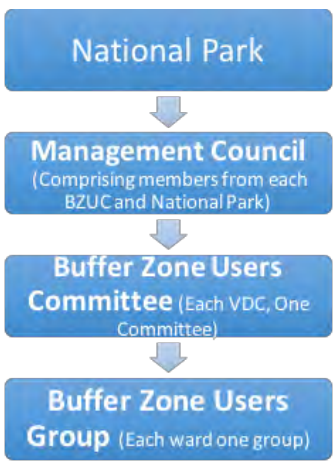 National Park
Management Council
(Comprising members from each
BZUC and National Park)
Buffer Zone Users
Committee (Each VDC, One
Committee)
Buffer Zone Users
Group (Each ward one group)